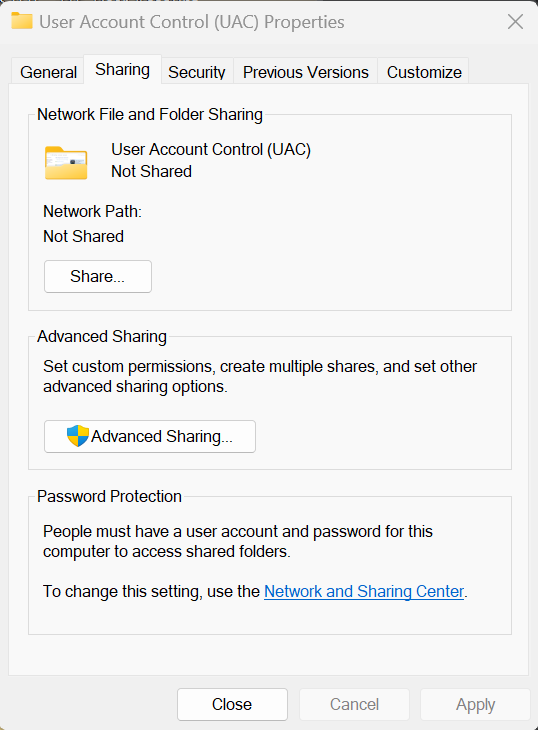 User Account Control (UAC) Properties
General Sharing Security Previous Versions Customize
Network File and Folder Sharing
User Account Control (UAC)
Not Shared
Network Path:
Not Shared
Share...
Advanced Sharing
Set custom permissions, create multiple shares, and set other
advanced sharing options.
Advanced Sharing...
Password Protection
People must have a user account and password for this
computer to access shared folders.
To change this setting, use the Network and Sharing Center.
Close Cancel Apply